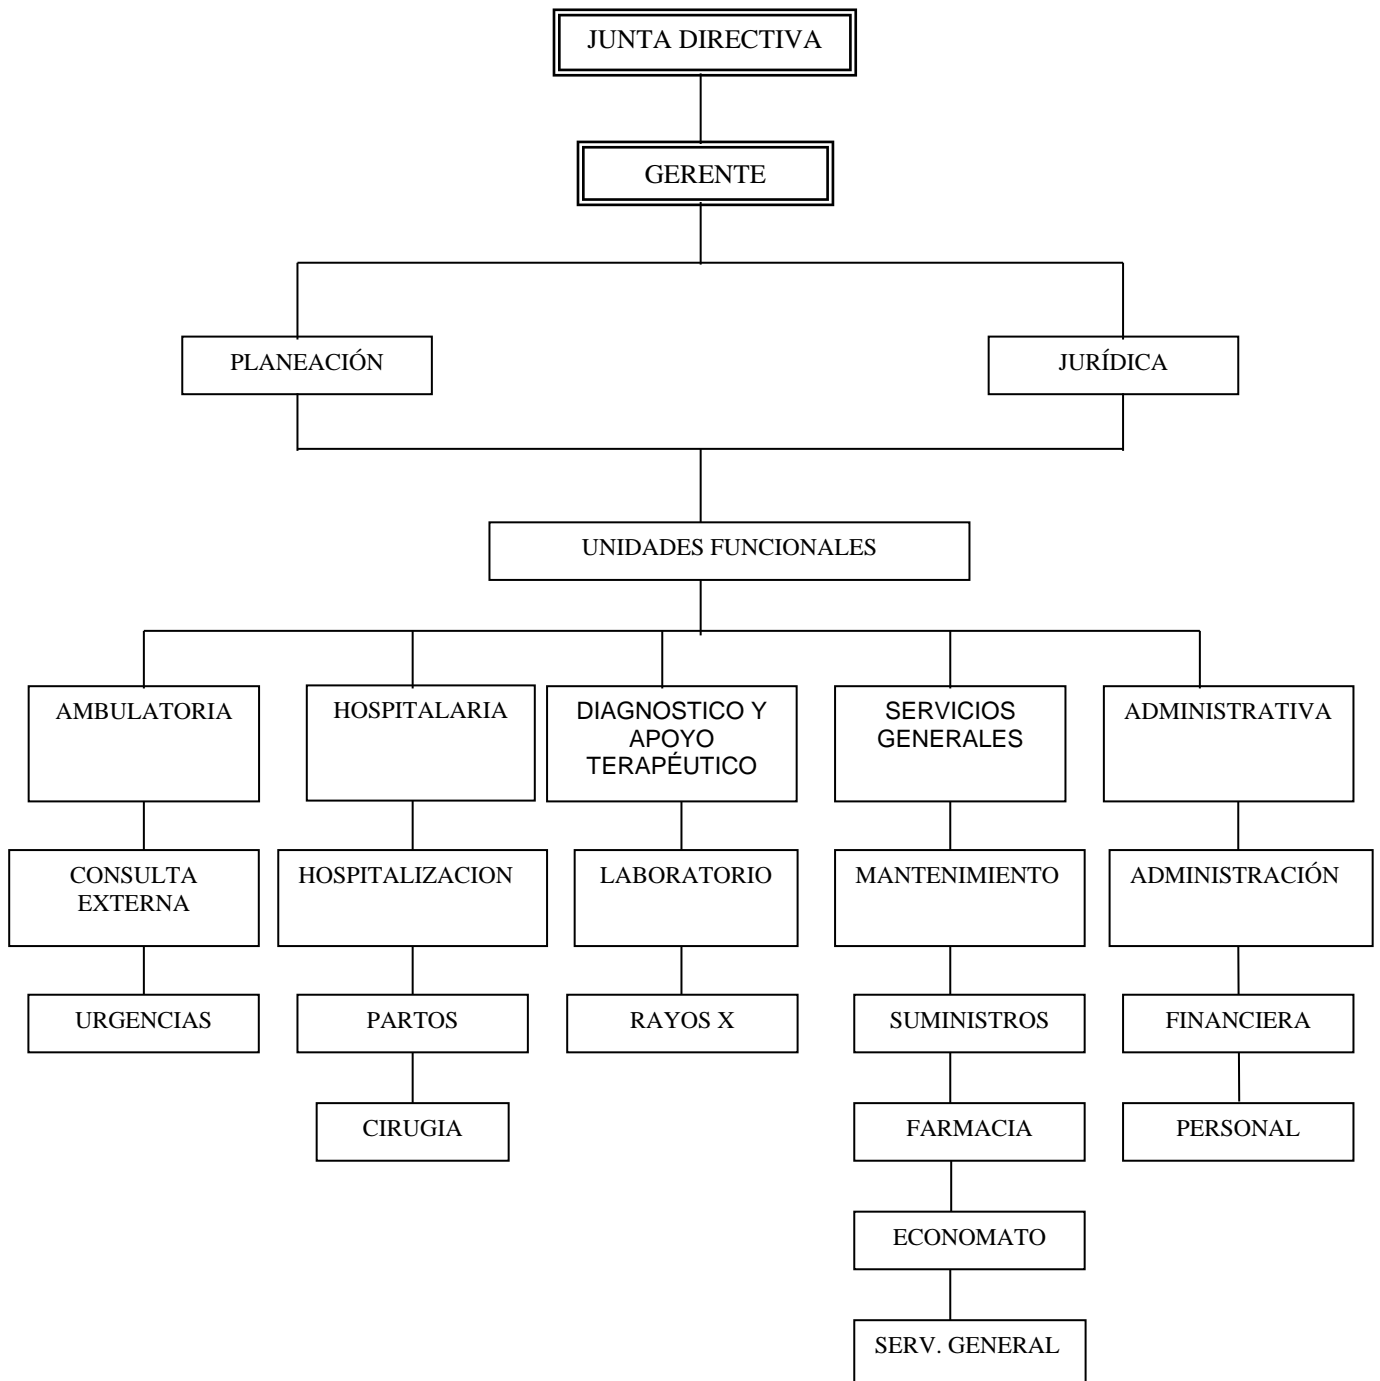 JUNTA DIRECTIVA
GERENTE
PLANEACIÓN
JURÍDICA
UNIDADES FUNCIONALES
AMBULATORIA
HOSPITALARIA
DIAGNOSTICO Y
APOYO
TERAPÉUTICO
SERVICIOS
GENERALES
ADMINISTRATIVA
CONSULTA
EXTERNA
HOSPITALIZACION
LABORATORIO
MANTENIMIENTO
ADMINISTRACIÓN
URGENCIAS
PARTOS
RAYOS X
SUMINISTROS
FINANCIERA
CIRUGIA
FARMACIA
PERSONAL
ECONOMATO
SERV. GENERAL